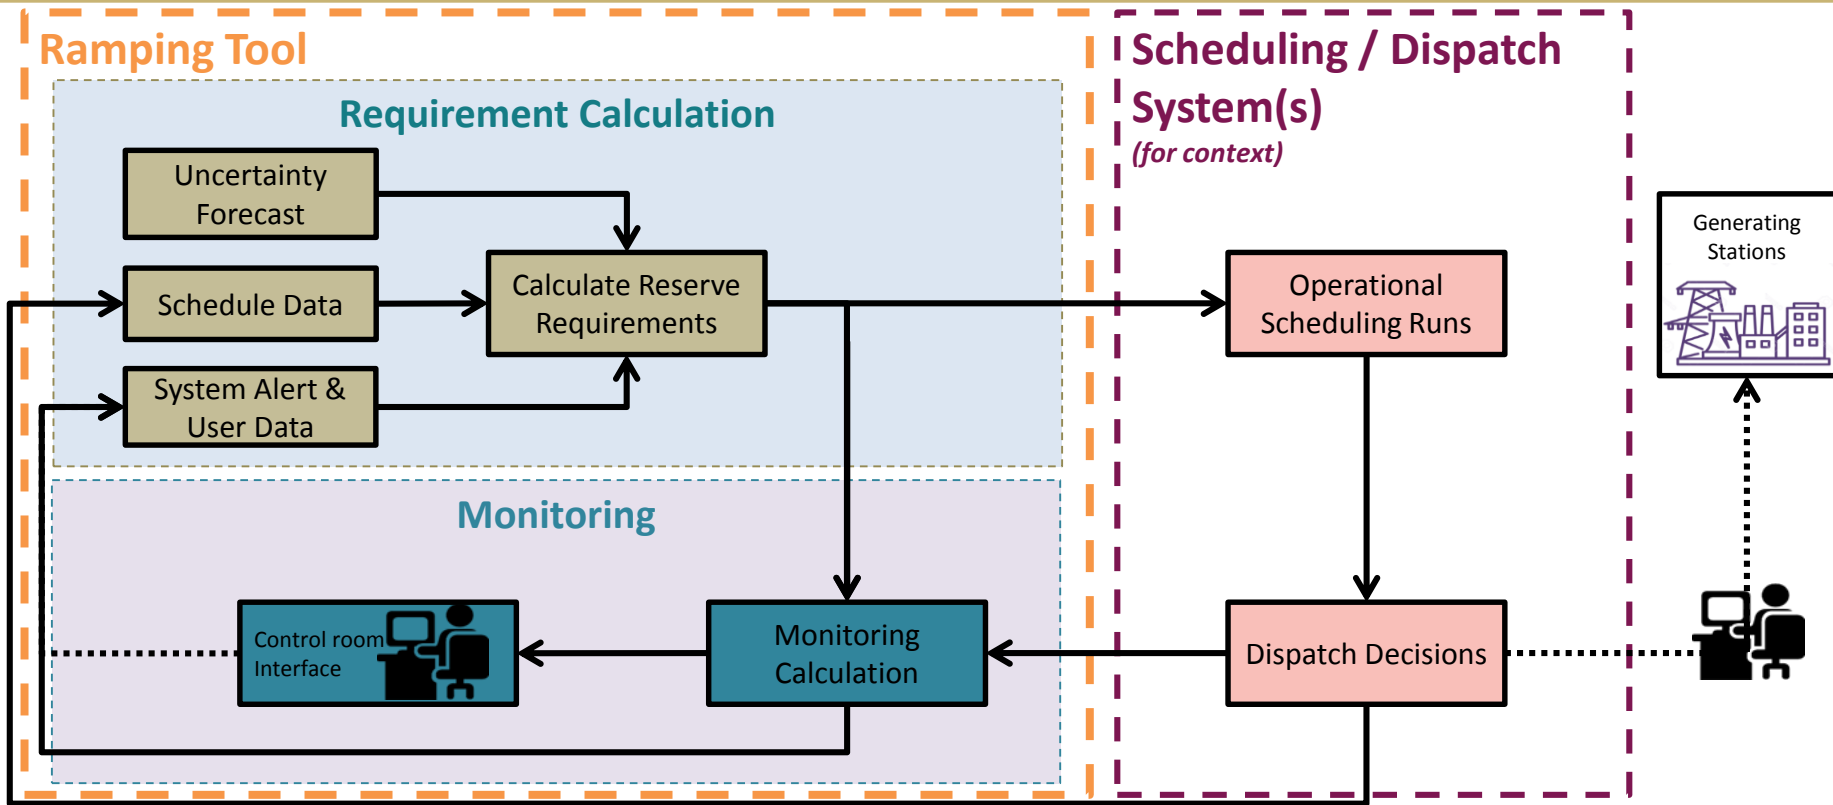 Ramping Tool
Requirement Calculation
Uncertainty
Forecast
Schedule Data
System Alert &
User Data
Calculate Reserve
Requirements
Monitoring
Control room
Interface
Monitoring
Calculation
Scheduling / Dispatch
System(s)
(for context)
Operational
Scheduling Runs
Dispatch Decisions
Generating
Stations